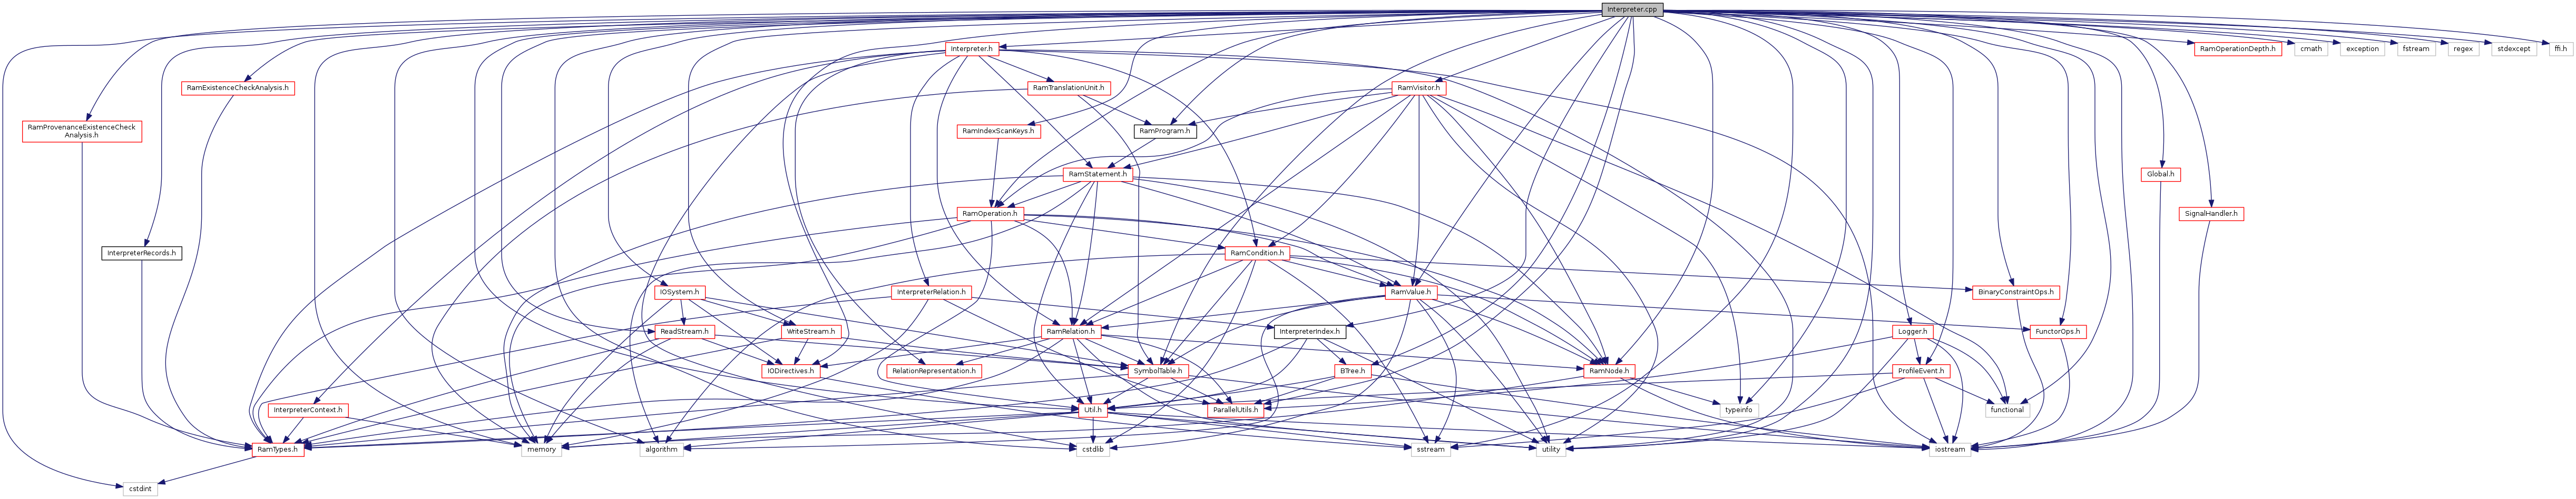 Interpreter.cpp
Interpreter.h
RamOperationDepth.h
cmath
exception
fstream
regex
stdexcept
ffi.h
RamExistenceCheckAnalysis.h
RamTranslationUnit.h
RamVisitor.h
RamProvenanceExistenceCheck
Analysis.h
RamIndexScanKeys.h
RamProgram.h
RamStatement.h
Global.h
RamOperation.h
SignalHandler.h
InterpreterRecords.h
RamCondition.h
IOSystem.h
InterpreterRelation.h
RamValue.h
BinaryConstraintOps.h
ReadStream.h
WriteStream.h
RamRelation.h
InterpreterIndex.h
Logger.h
FunctorOps.h
IODirectives.h
RelationRepresentation.h
SymbolTable.h
BTree.h
RamNode.h
ProfileEvent.h
InterpreterContext.h
Util.h
ParallelUtils.h
typeinfo
functional
RamTypes.h
memory
algorithm
cstdlib
sstream
utility
iostream
cstdint